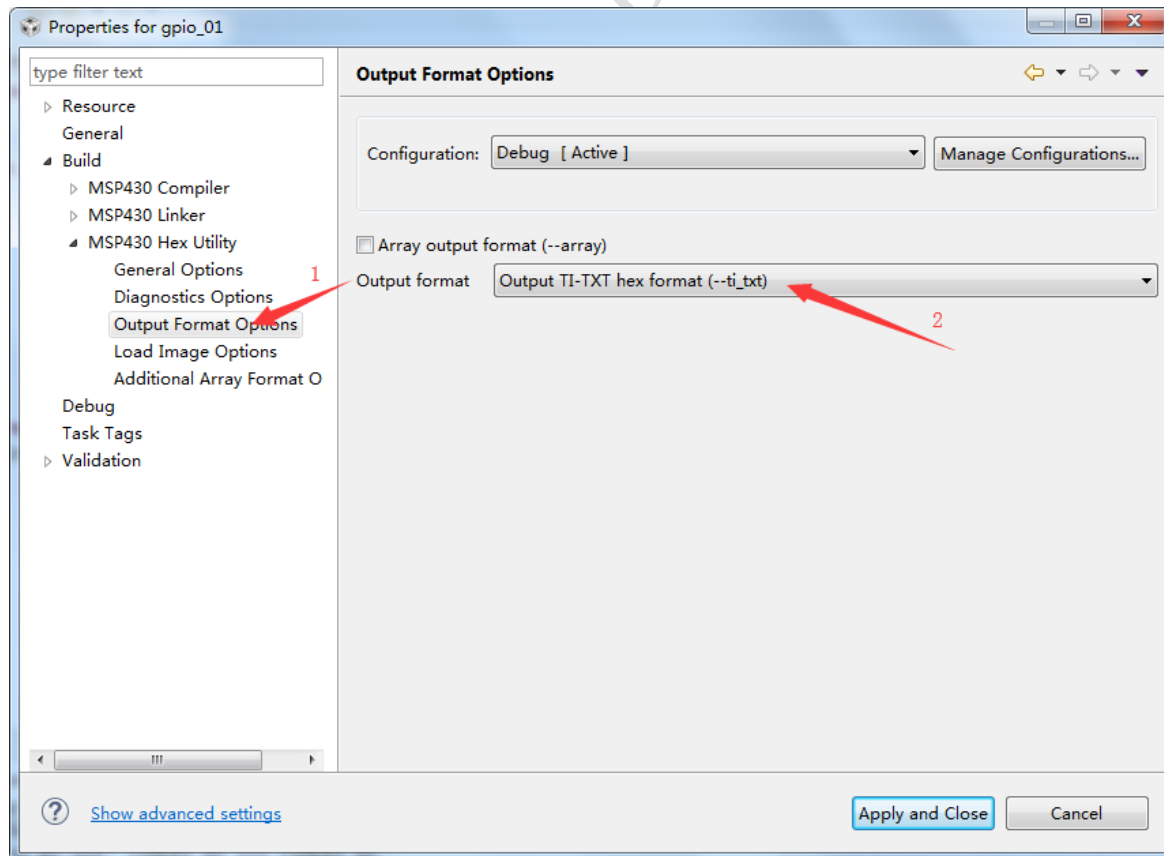 Properties for gpio_01
type filter text
Resource
General
Build
MSP430 Compiler
MSP430 Linker
MSP430 Hex Utility
General Options
Diagnostics Options
Output Format Options
Load Image Options
Additional Array Format O
Debug
Task Tags
Validation
1
Output Format Options
Configuration: Debug [ Active ] Manage Configurations...
Array output format (--array)
Output format Output TI-TXT hex format (--ti_txt)
2
Show advanced settings
Apply and Close Cancel